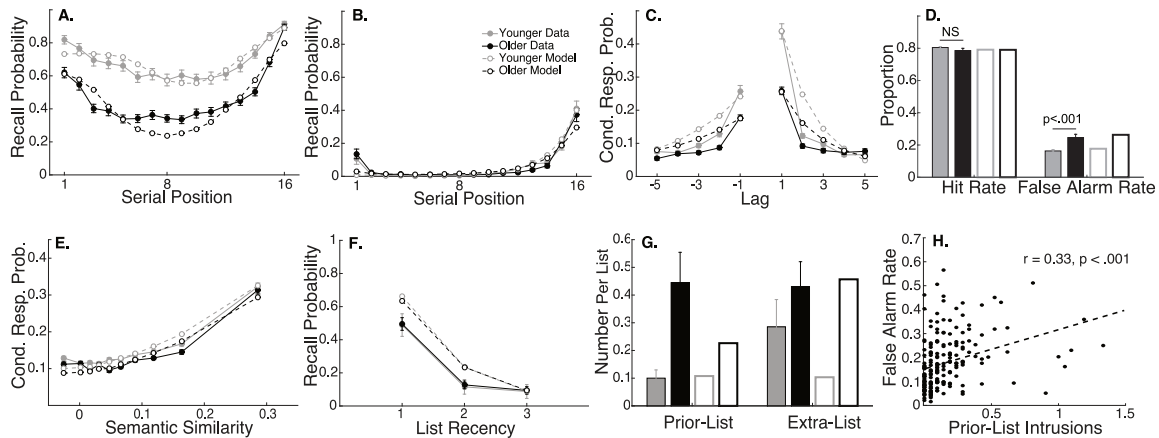 A.
Recall Probability
0.8
0.6
0.4
0.2
0
1
8
16
Serial Position
B.
Recall Probability
0.8
0.6
0.4
0.2
0
1
8
16
Serial Position
Younger Data
Older Data
Younger Model
Older Model
C.
Cond. Resp. Prob.
0.4
0.2
0
-5
-3
-1
1
3
5
Lag
D.
Proportion
1.0
0.8
0.6
0.4
0.2
0
NS
p<.001
Hit Rate
False Alarm Rate
E.
Cond. Resp. Prob.
0.4
0.3
0.2
0.1
0
0.1
0.2
0.3
Semantic Similarity
F.
Recall Probability
1
0.8
0.6
0.4
0.2
0
1
2
3
List Recency
G.
Number Per List
0.6
0.5
0.4
0.3
0.2
0.1
0
Prior-List
Extra-List
H.
False Alarm Rate
0.7
0.6
0.5
0.4
0.3
0.2
0.1
0
r = 0.33, p < .001
0.5
1
1.5
Prior-List Intrusions